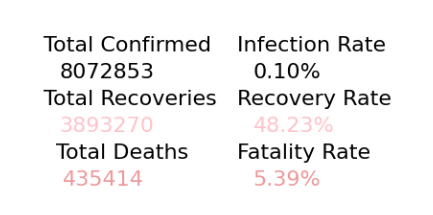 Total Confirmed Infection Rate
8072853 0.10%
Total Recoveries Recovery Rate
3893270 48.23%
Total Deaths Fatality Rate
435414 5.39%